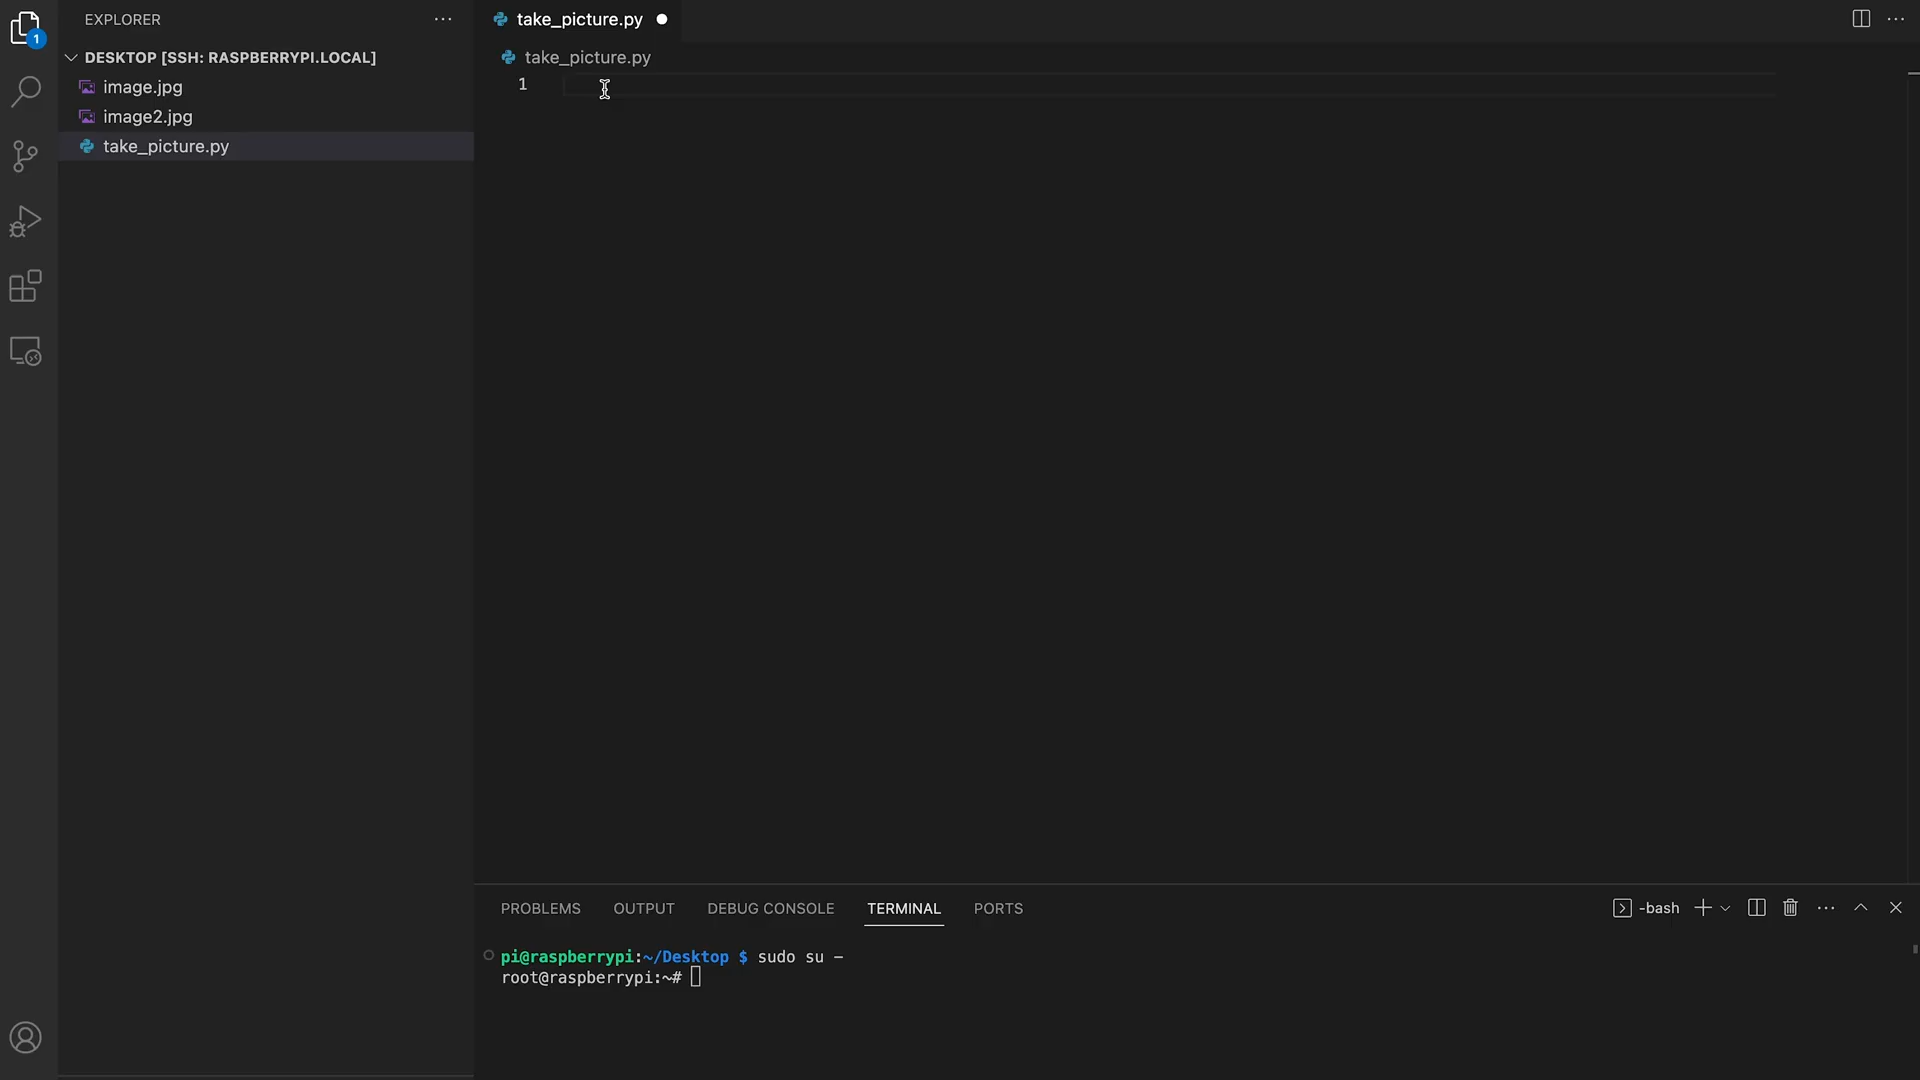 EXPLORER
take_picture.py
DESKTOP [SSH: RASPBERRYPI.LOCAL]
image.jpg
image2.jpg
take_picture.py
take_picture.py
1
1
PROBLEMS OUTPUT DEBUG CONSOLE TERMINAL PORTS
-bash
pi@raspberrypi:~/Desktop $ sudo su -
root@raspberrypi:~#